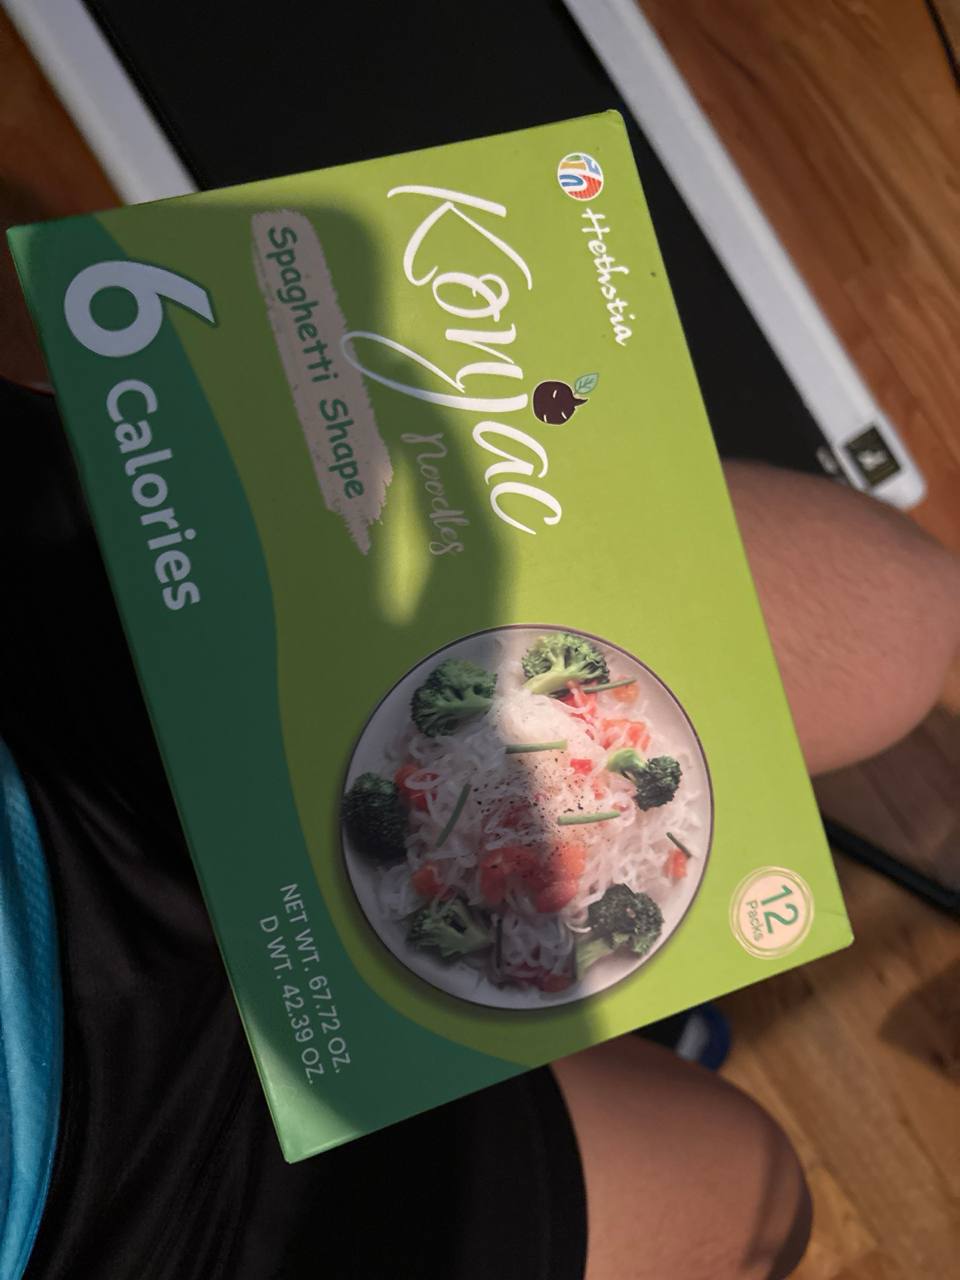 Hethstia
Konjac
Noodles
Spaghetti Shape
6 Calories
12
Packs
NET WT. 67.72 OZ.
D WT. 42.39 OZ.